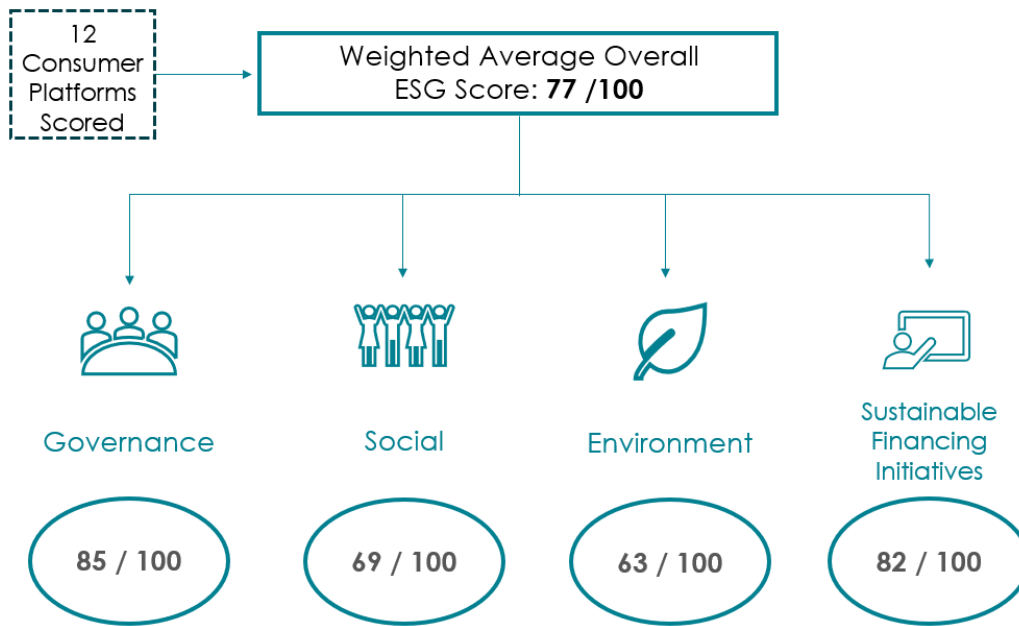 12
Consumer
Platforms
Scored
Weighted Average Overall
ESG Score: 77 /100
Governance
Social
Environment
Sustainable
Financing
Initiatives
85 / 100
69 / 100
63 / 100
82 / 100